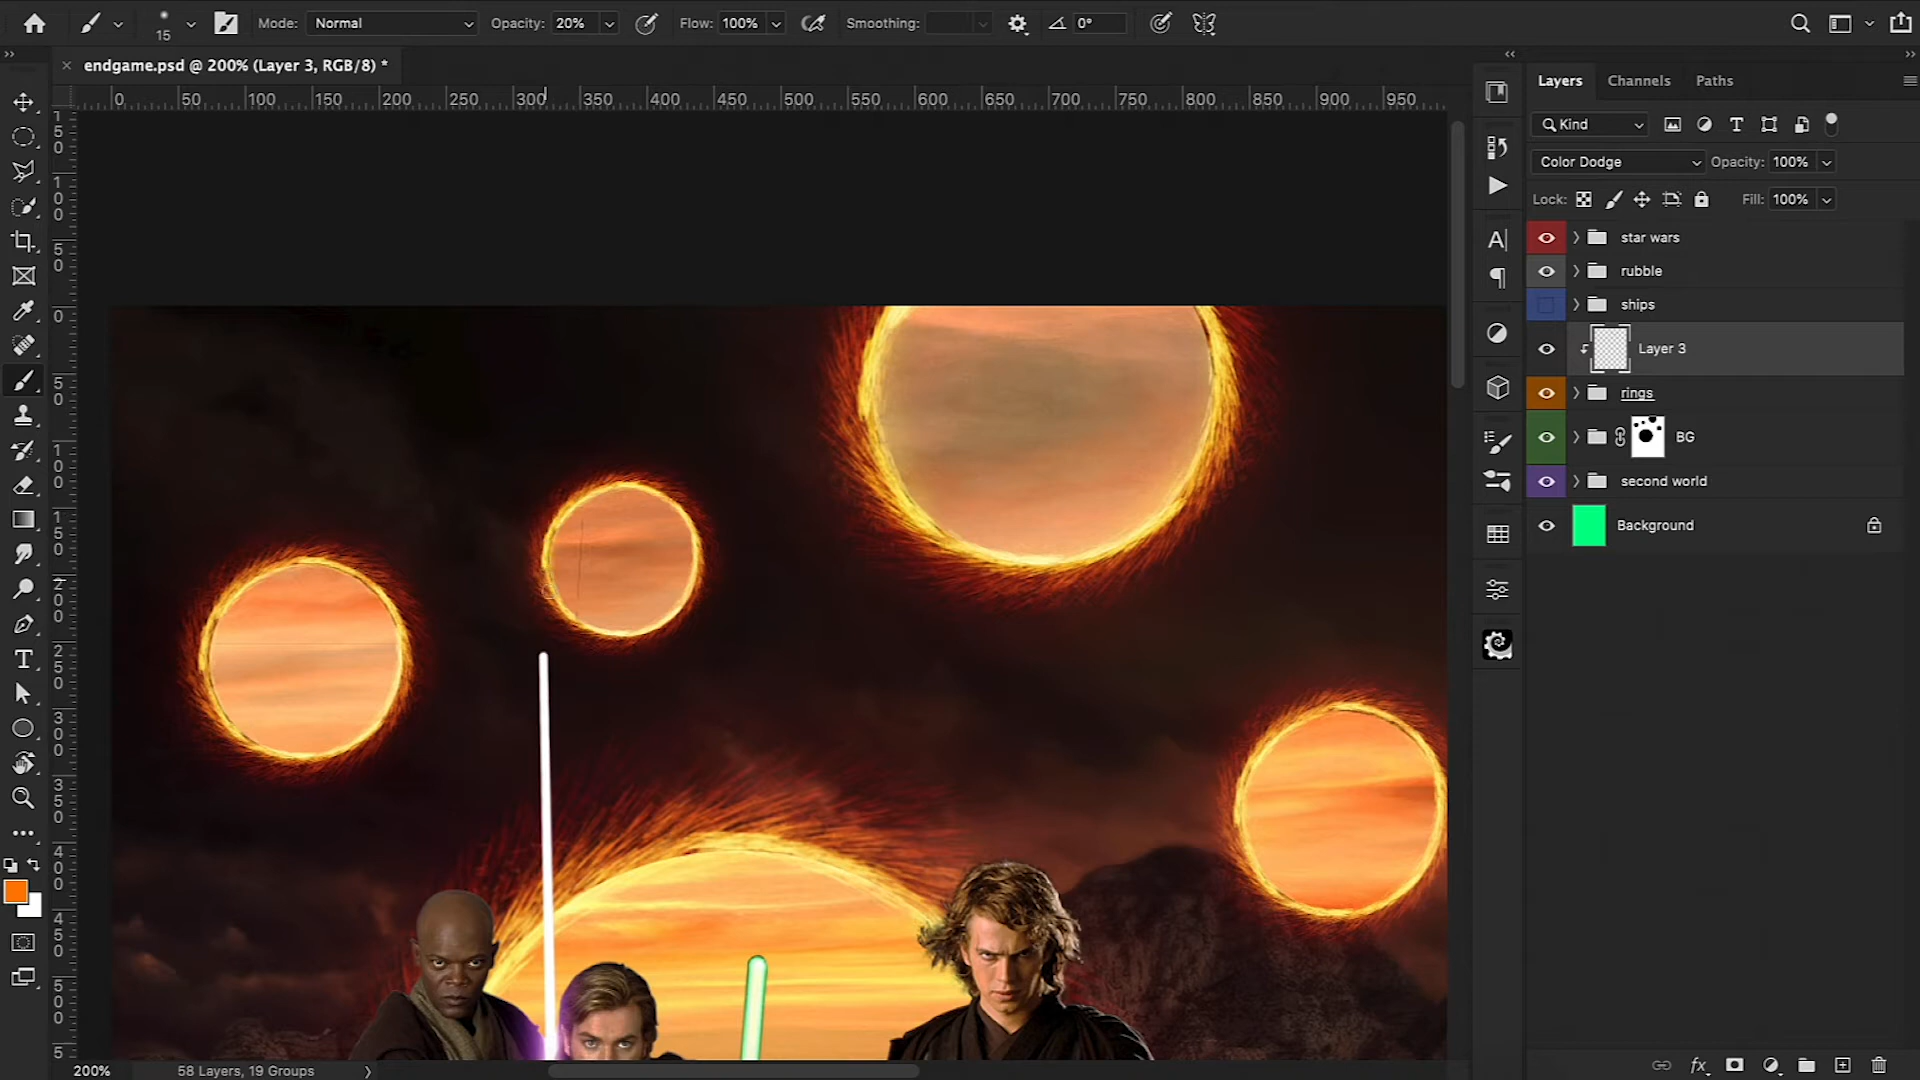 15
Mode: Normal
Opacity: 20%
Flow: 100%
Smoothing:
0°
endgame.psd @ 200% (Layer 3, RGB/8) *
0 50 100 150 200 250 300 350 400 450 500 550 600 650 700 750 800 850 900 950
150
100
50
0
50
100
150
200
250
300
350
400
450
500
5
Layers Channels Paths
Kind
Color Dodge Opacity: 100%
Lock: Fill: 100%
star wars
rubble
ships
Layer 3
rings
BG
second world
Background
200% 58 Layers, 19 Groups
fx